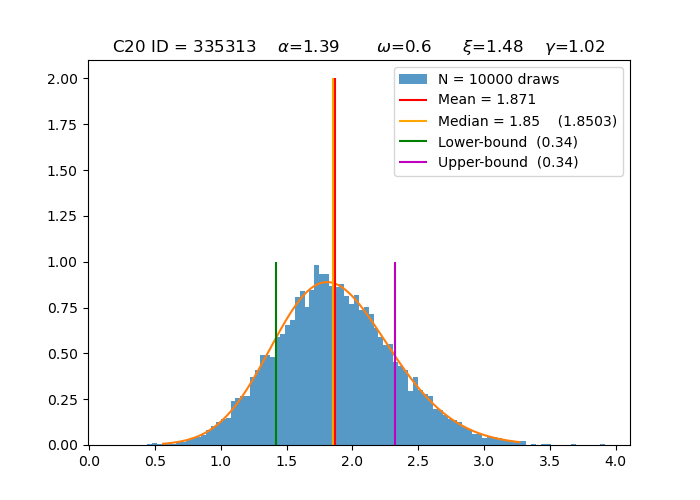 C20 ID = 335313 α=1.39 ω=0.6 ξ=1.48 γ=1.02
N = 10000 draws
Mean = 1.871
Median = 1.85 (1.8503)
Lower-bound (0.34)
Upper-bound (0.34)
2.00
1.75
1.50
1.25
1.00
0.75
0.50
0.25
0.00
0.0 0.5 1.0 1.5 2.0 2.5 3.0 3.5 4.0